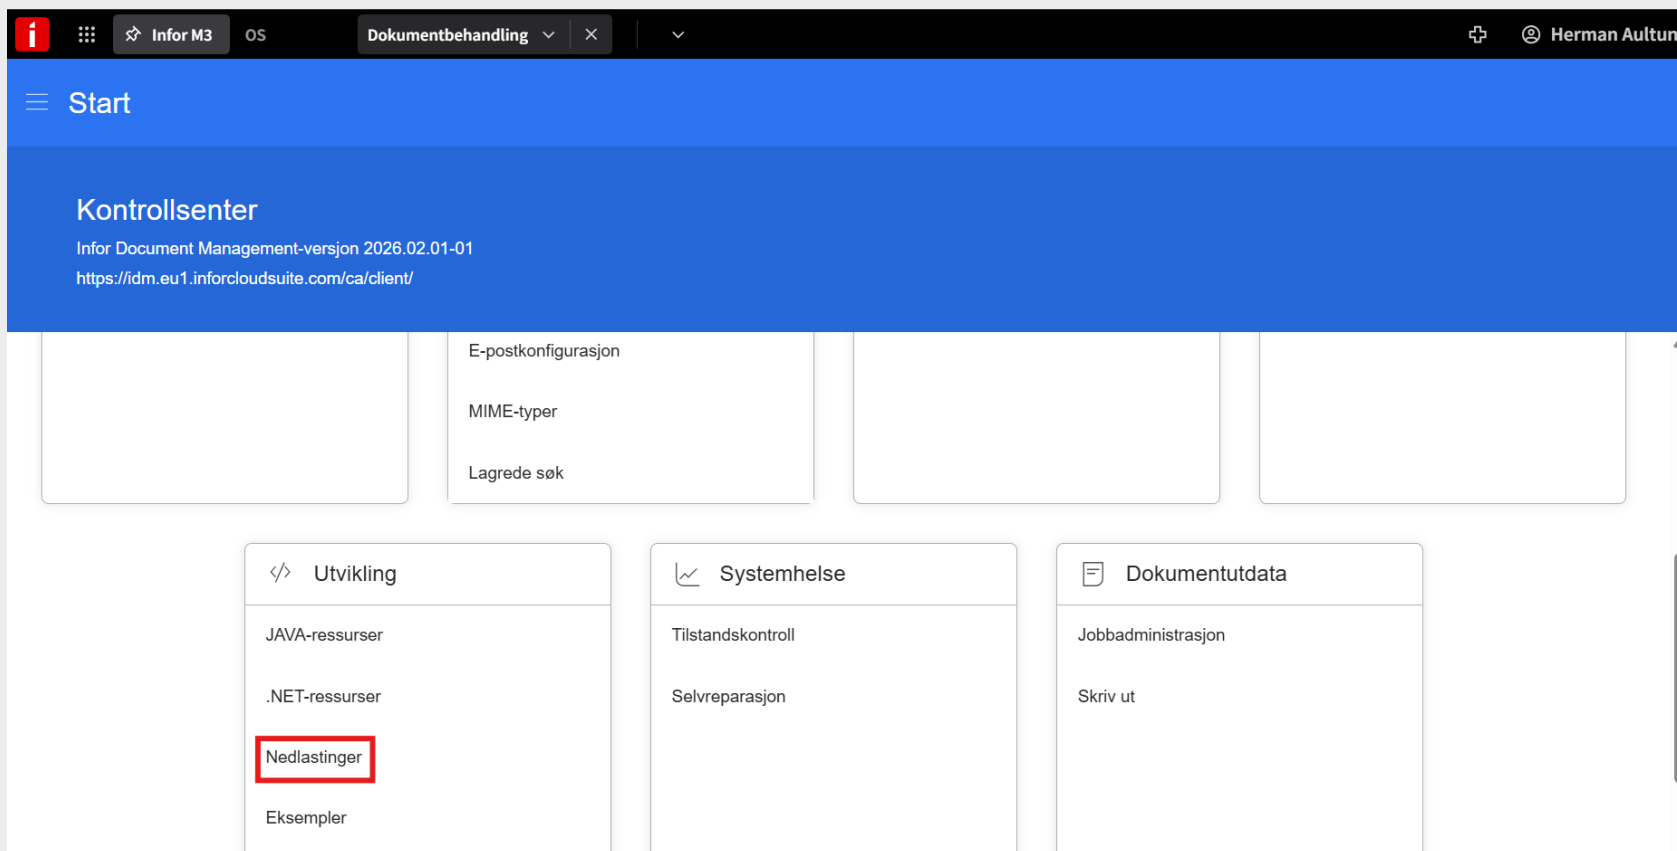 Infor M3
OS
Dokumentbehandling
Herman Aultun
Start
Kontrollsenter
Infor Document Management-versjon 2026.02.01-01
https://idm.eu1.inforcloudsuite.com/ca/client/
E-postkonfigurasjon
MIME-typer
Lagrede søk
Utvikling
JAVA-ressurser
.NET-ressurser
Nedlastinger
Eksempler
Systemhelse
Tilstandskontroll
Selvreparasjon
Dokumentutdata
Jobbadministrasjon
Skriv ut